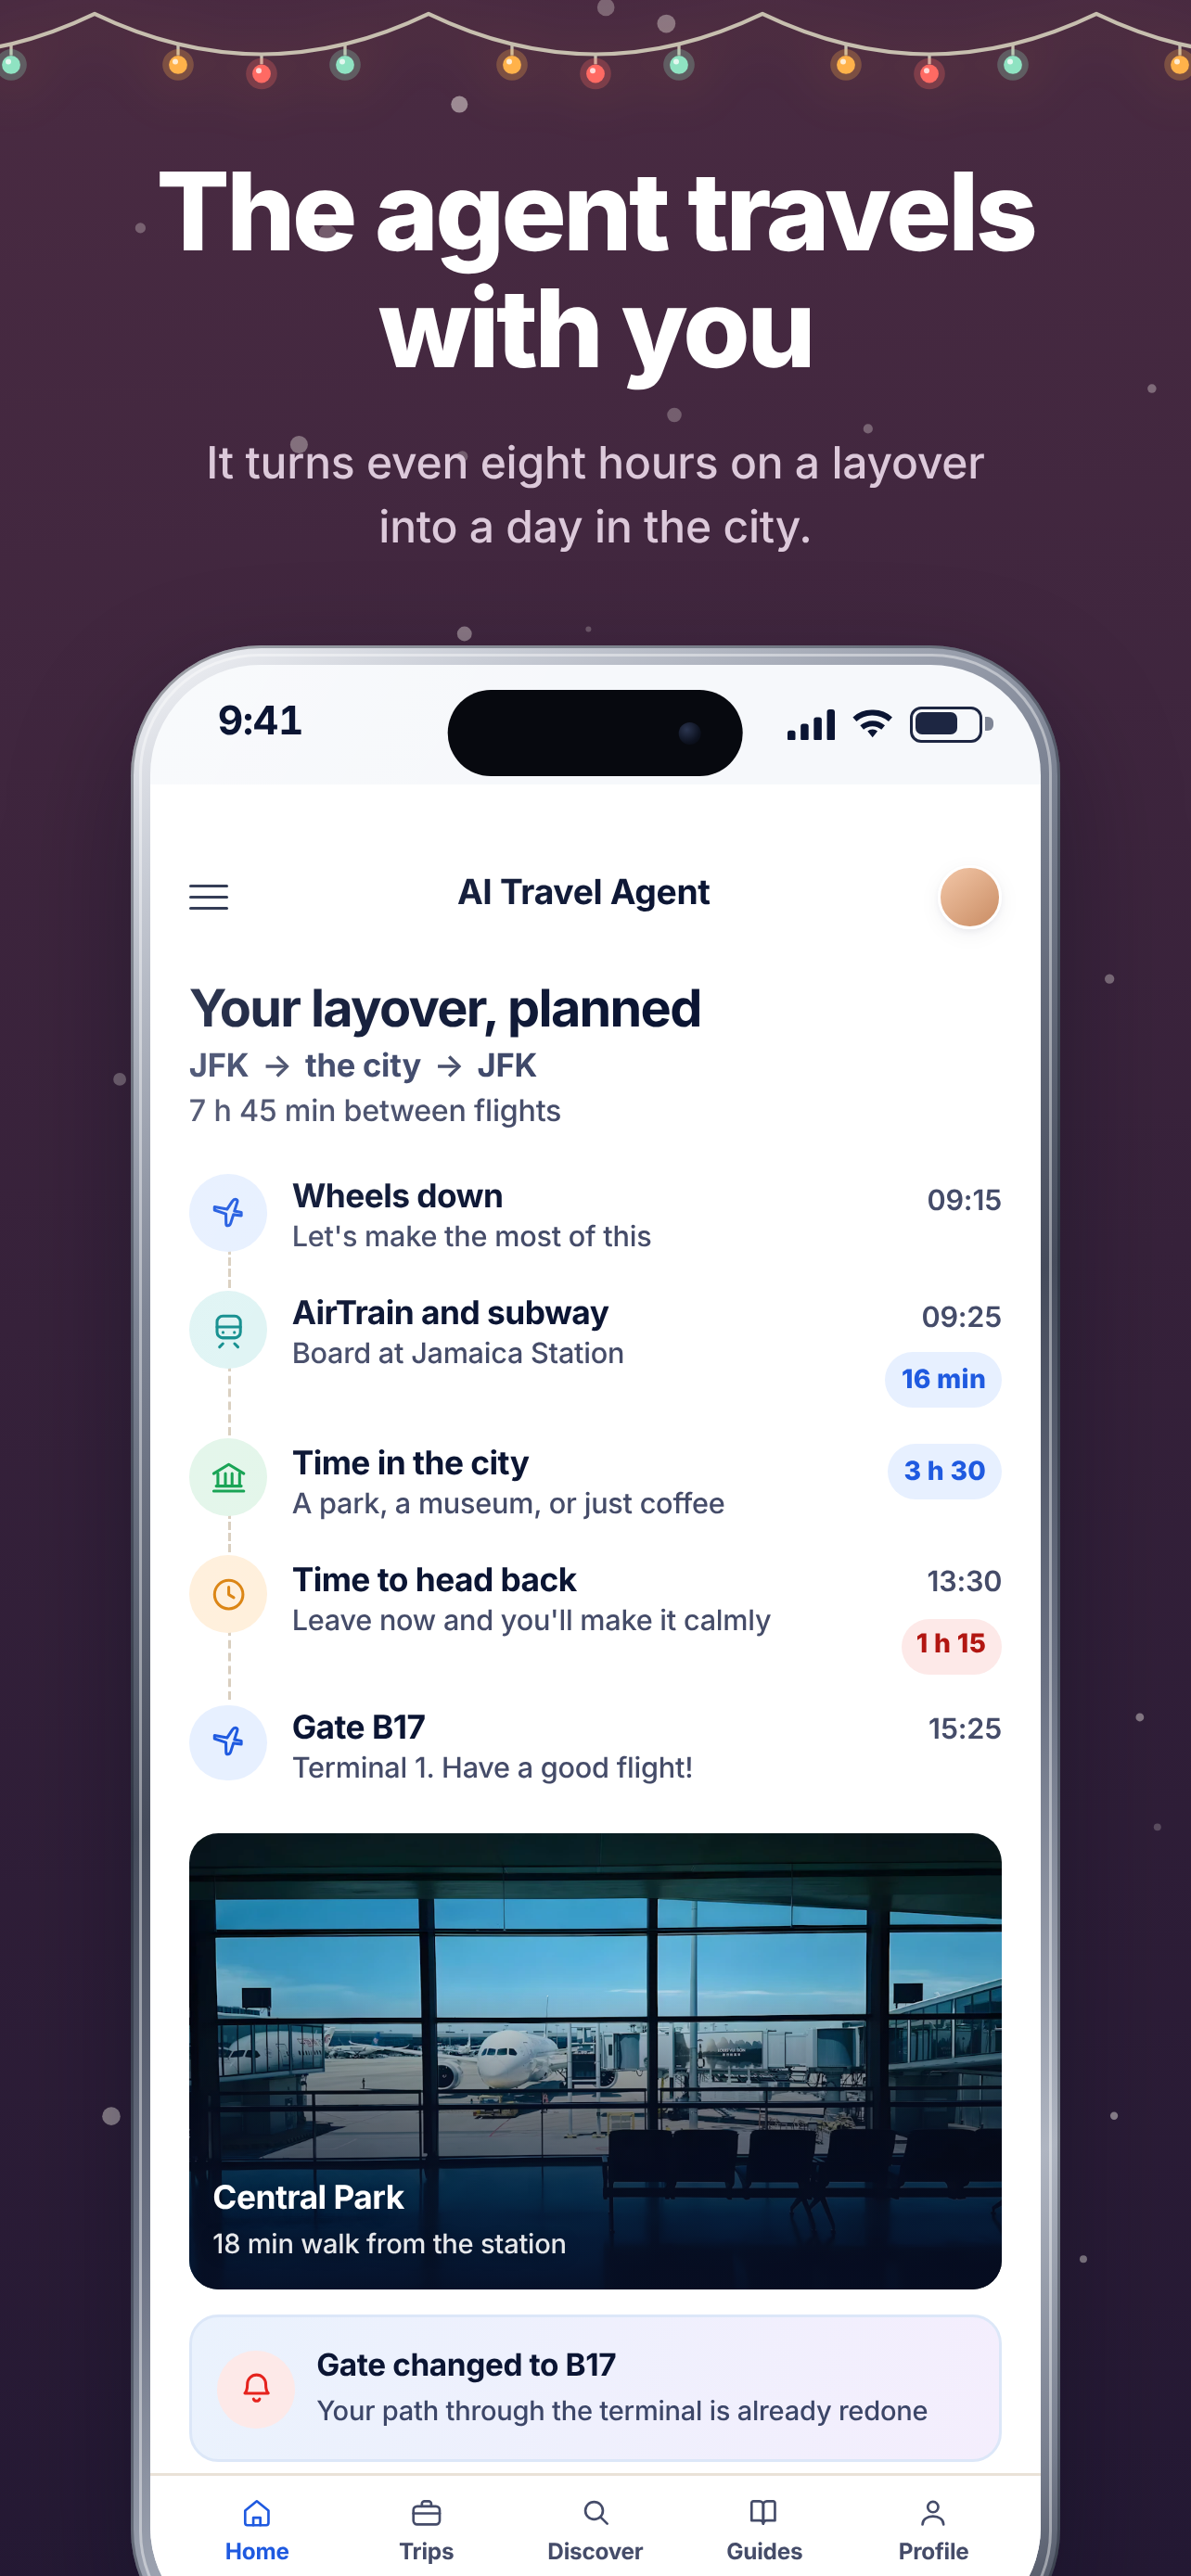 The agent travels
with you
It turns even eight hours on a layover
into a day in the city.
9:41
AI Travel Agent
Your layover, planned
JFK → the city → JFK
7 h 45 min between flights
Wheels down
09:15
Let's make the most of this
AirTrain and subway
09:25
Board at Jamaica Station
16 min
Time in the city
3 h 30
A park, a museum, or just coffee
Time to head back
13:30
Leave now and you'll make it calmly
1 h 15
Gate B17
15:25
Terminal 1. Have a good flight!
Central Park
18 min walk from the station
Gate changed to B17
Your path through the terminal is already redone
Home
Trips
Discover
Guides
Profile